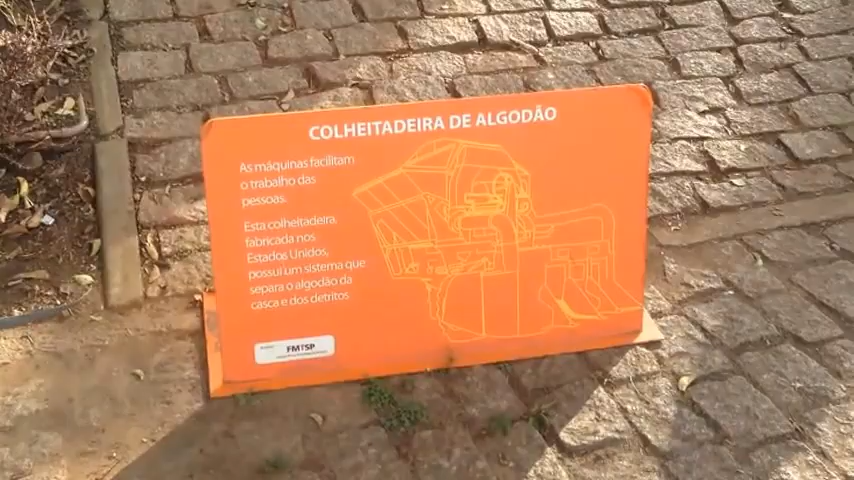 COLHEITADEIRA DE ALGODÃO
As máquinas facilitam
o trabalho das
pessoas.
Esta colheitadeira,
fabricada nos
Estados Unidos,
possui um sistema que
separa o algodão da
casca e dos detritos